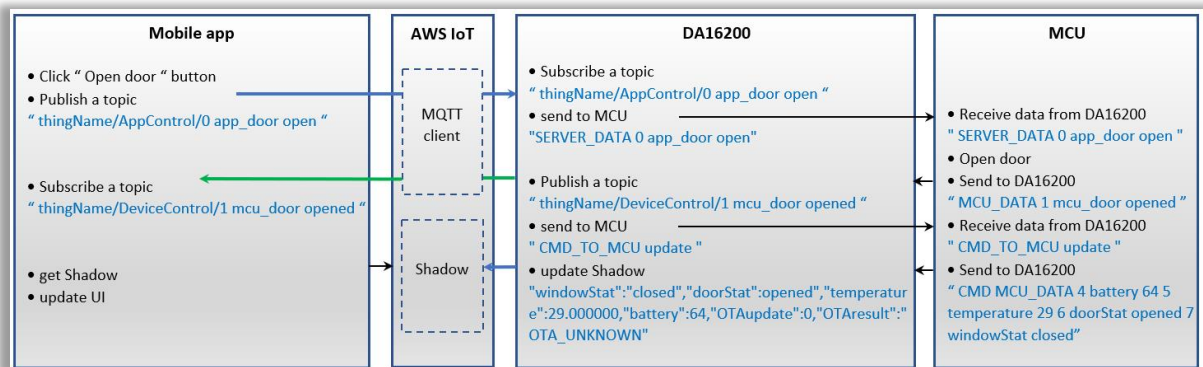 Mobile app
• Click “ Open door “ button
• Publish a topic
“ thingName/AppControl/0 app_door open “
• Subscribe a topic
“ thingName/DeviceControl/1 mcu_door opened “
• get Shadow
• update UI
AWS IoT
MQTT
client
Shadow
DA16200
• Subscribe a topic
“ thingName/AppControl/0 app_door open “
• send to MCU
"SERVER_DATA 0 app_door open"
• Publish a topic
“ thingName/DeviceControl/1 mcu_door opened “
• send to MCU
" CMD_TO_MCU update "
• update Shadow
"windowStat":"closed","doorStat":opened","temperatur
e":29.000000,"battery":64,"OTAupdate":0,"OTAresult":"
OTA_UNKNOWN"
MCU
• Receive data from DA16200
" SERVER_DATA 0 app_door open "
• Open door
• Send to DA16200
“ MCU_DATA 1 mcu_door opened ”
• Receive data from DA16200
“ CMD_TO_MCU update "
• Send to DA16200
“ CMD MCU_DATA 4 battery 64 5
temperature 29 6 doorStat opened 7
windowStat closed”